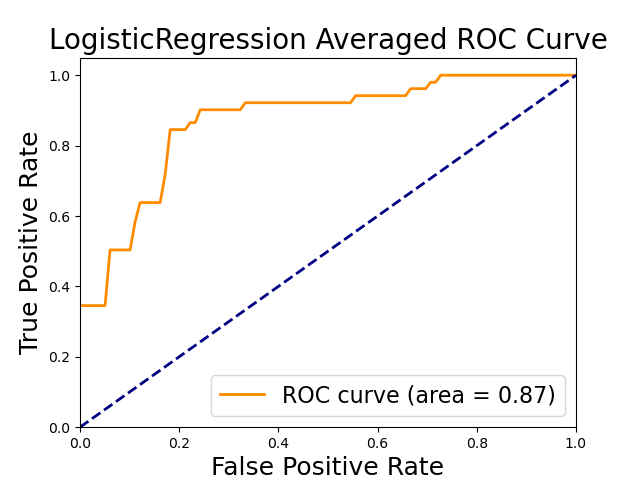 LogisticRegression Averaged ROC Curve
True Positive Rate
1.0
0.8
0.6
0.4
0.2
0.0
ROC curve (area = 0.87)
0.0 0.2 0.4 0.6 0.8 1.0
False Positive Rate